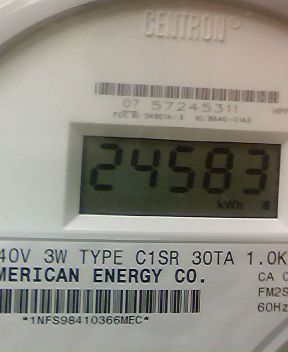 CENTRON
07 57245311
24583
kWh
40V 3W TYPE C1SR 30TA 1.0K
MERICAN ENERGY CO.
CA
FM2S
60Hz
*1NFS98410366MEC*